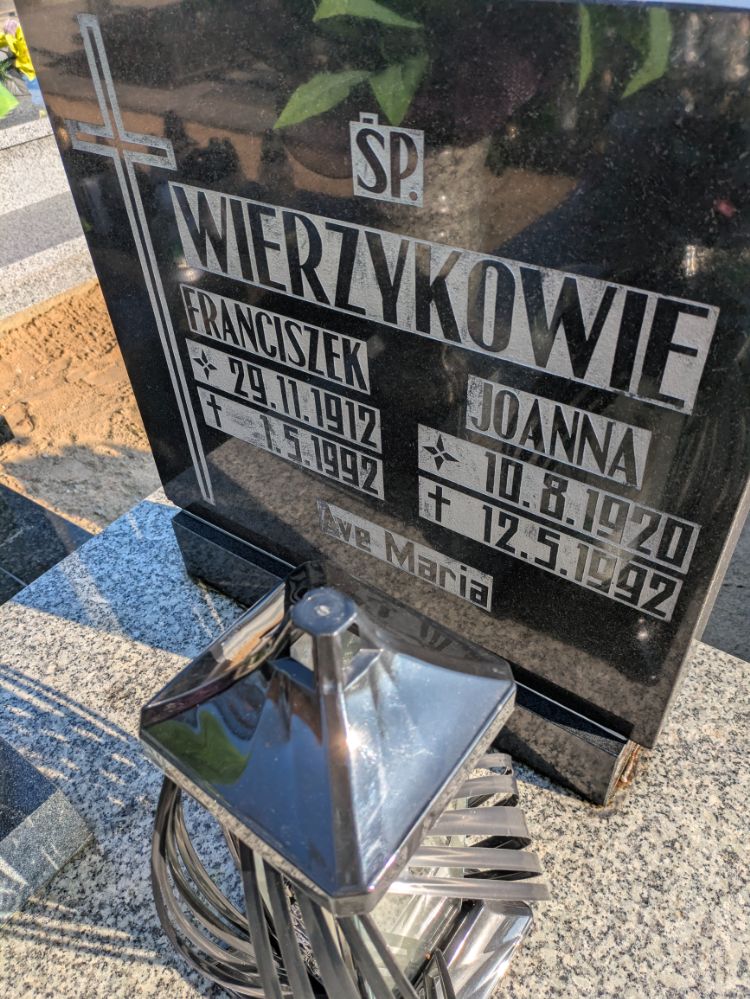 ŚP.
WIERZYKOWIE
FRANCISZEK
29.11.1912
✝ 1.5.1992
JOANNA
10.8.1920
✝ 12.5.1992
Ave Maria